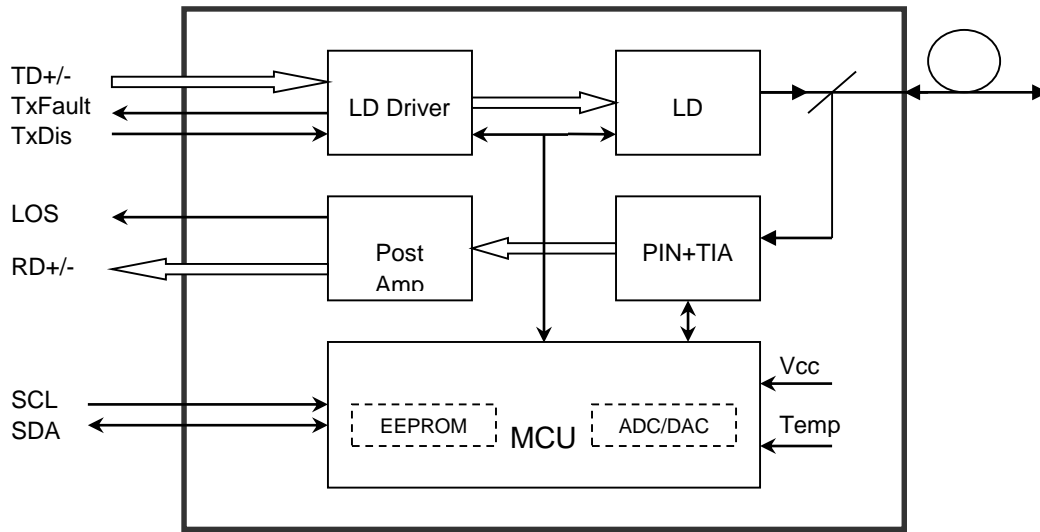 TD+/-
TxFault
TxDis
LD Driver
LD
LOS
RD+/-
Post
Amp
PIN+TIA
SCL
SDA
EEPROM
MCU
ADC/DAC
Vcc
Temp